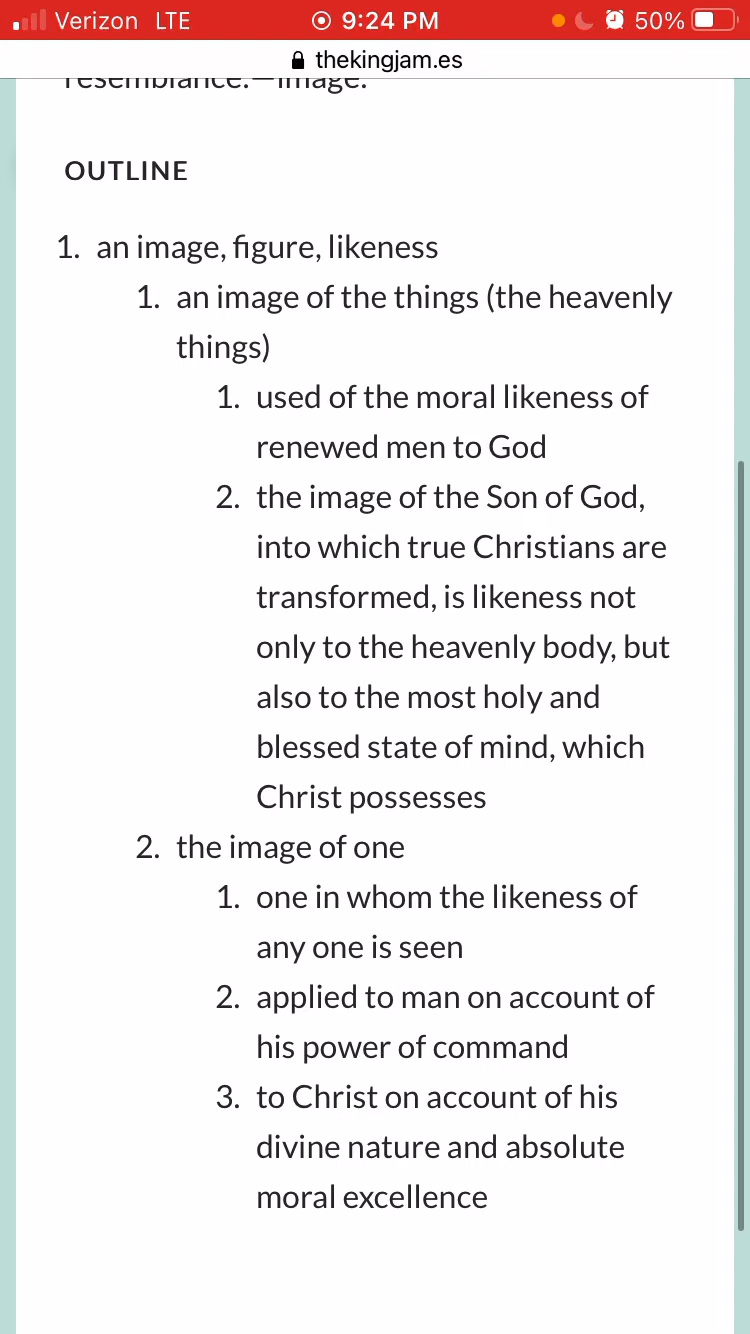 Verizon LTE 9:24 PM 50%
thekingjam.es
resemblance.—image.
OUTLINE
1. an image, figure, likeness
1. an image of the things (the heavenly
things)
1. used of the moral likeness of
renewed men to God
2. the image of the Son of God,
into which true Christians are
transformed, is likeness not
only to the heavenly body, but
also to the most holy and
blessed state of mind, which
Christ possesses
2. the image of one
1. one in whom the likeness of
any one is seen
2. applied to man on account of
his power of command
3. to Christ on account of his
divine nature and absolute
moral excellence